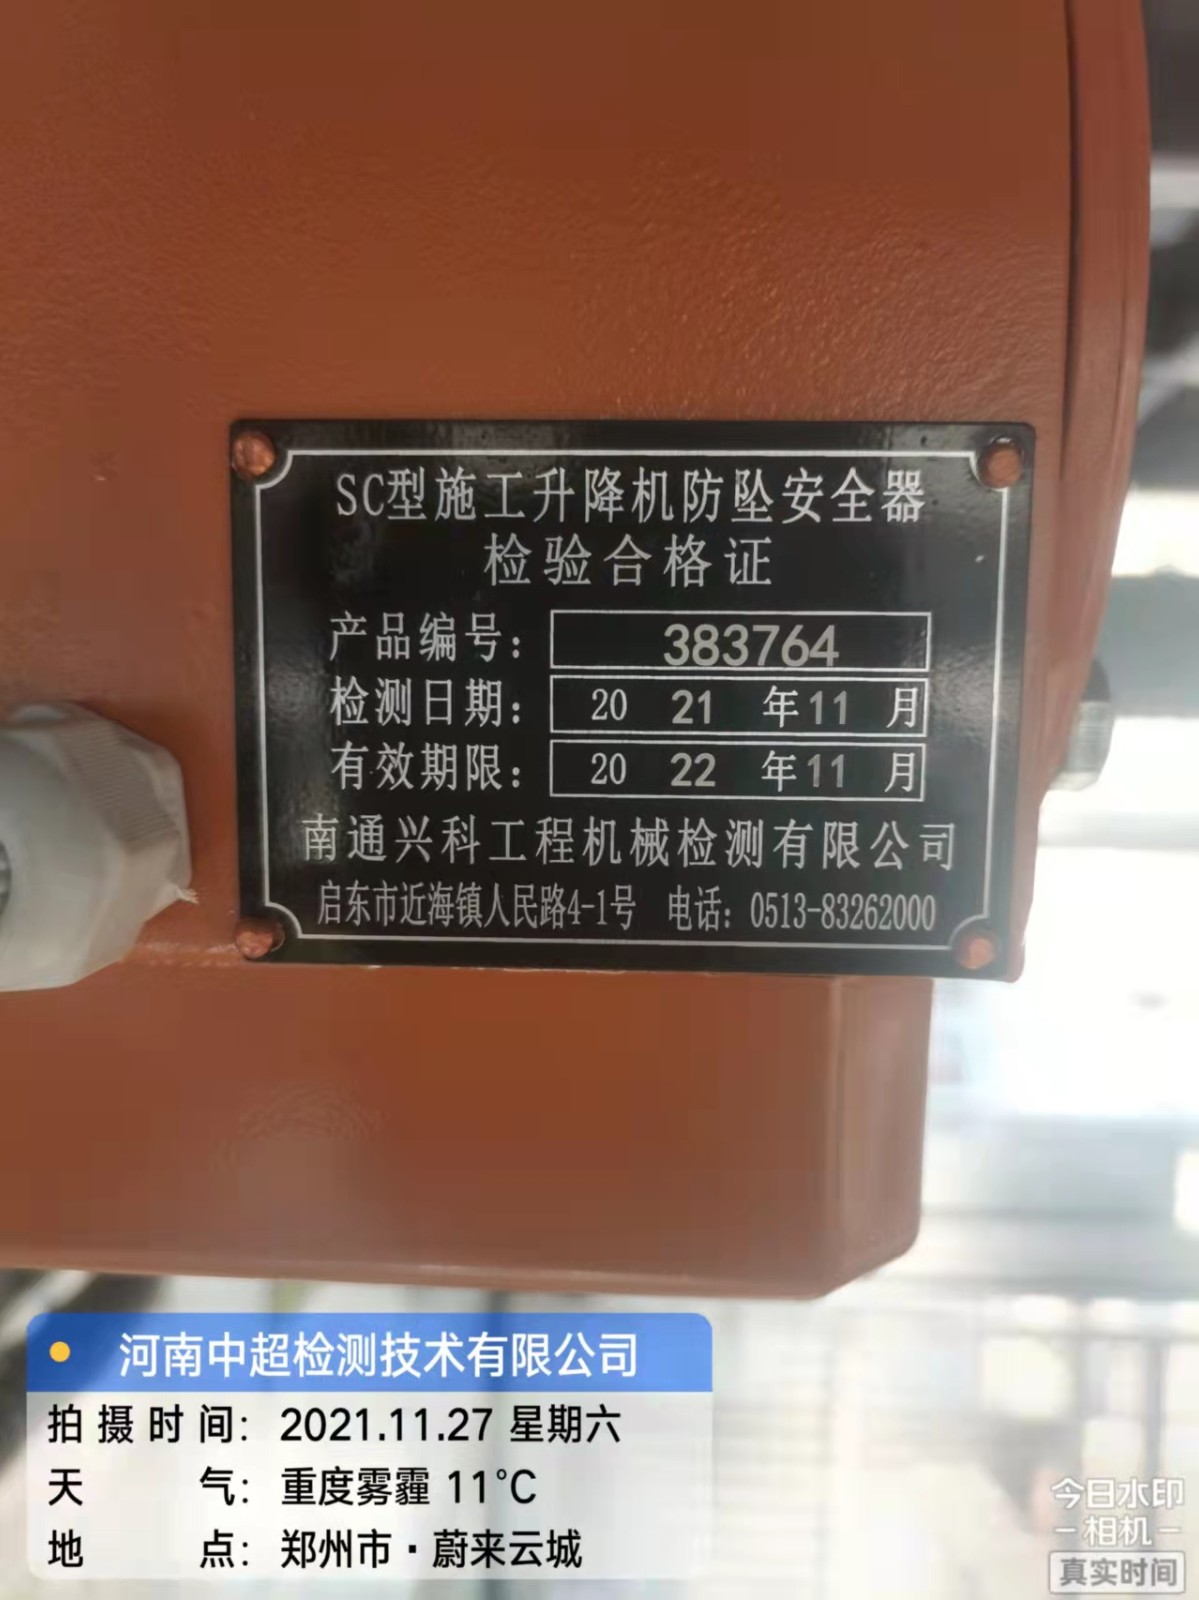 SC型施工升降机防坠安全器
检验合格证
产品编号： 383764
检测日期： 20 21 年 11 月
有效期限： 20 22 年 11 月
南通兴科工程机械检测有限公司
启东市近海镇人民路4-1号 电话：0513-83262000
河南中超检测技术有限公司
拍摄时间： 2021.11.27 星期六
天气： 重度雾霾 11°C
地点： 郑州市·蔚来云城
今日水印
-相机-
真实时间